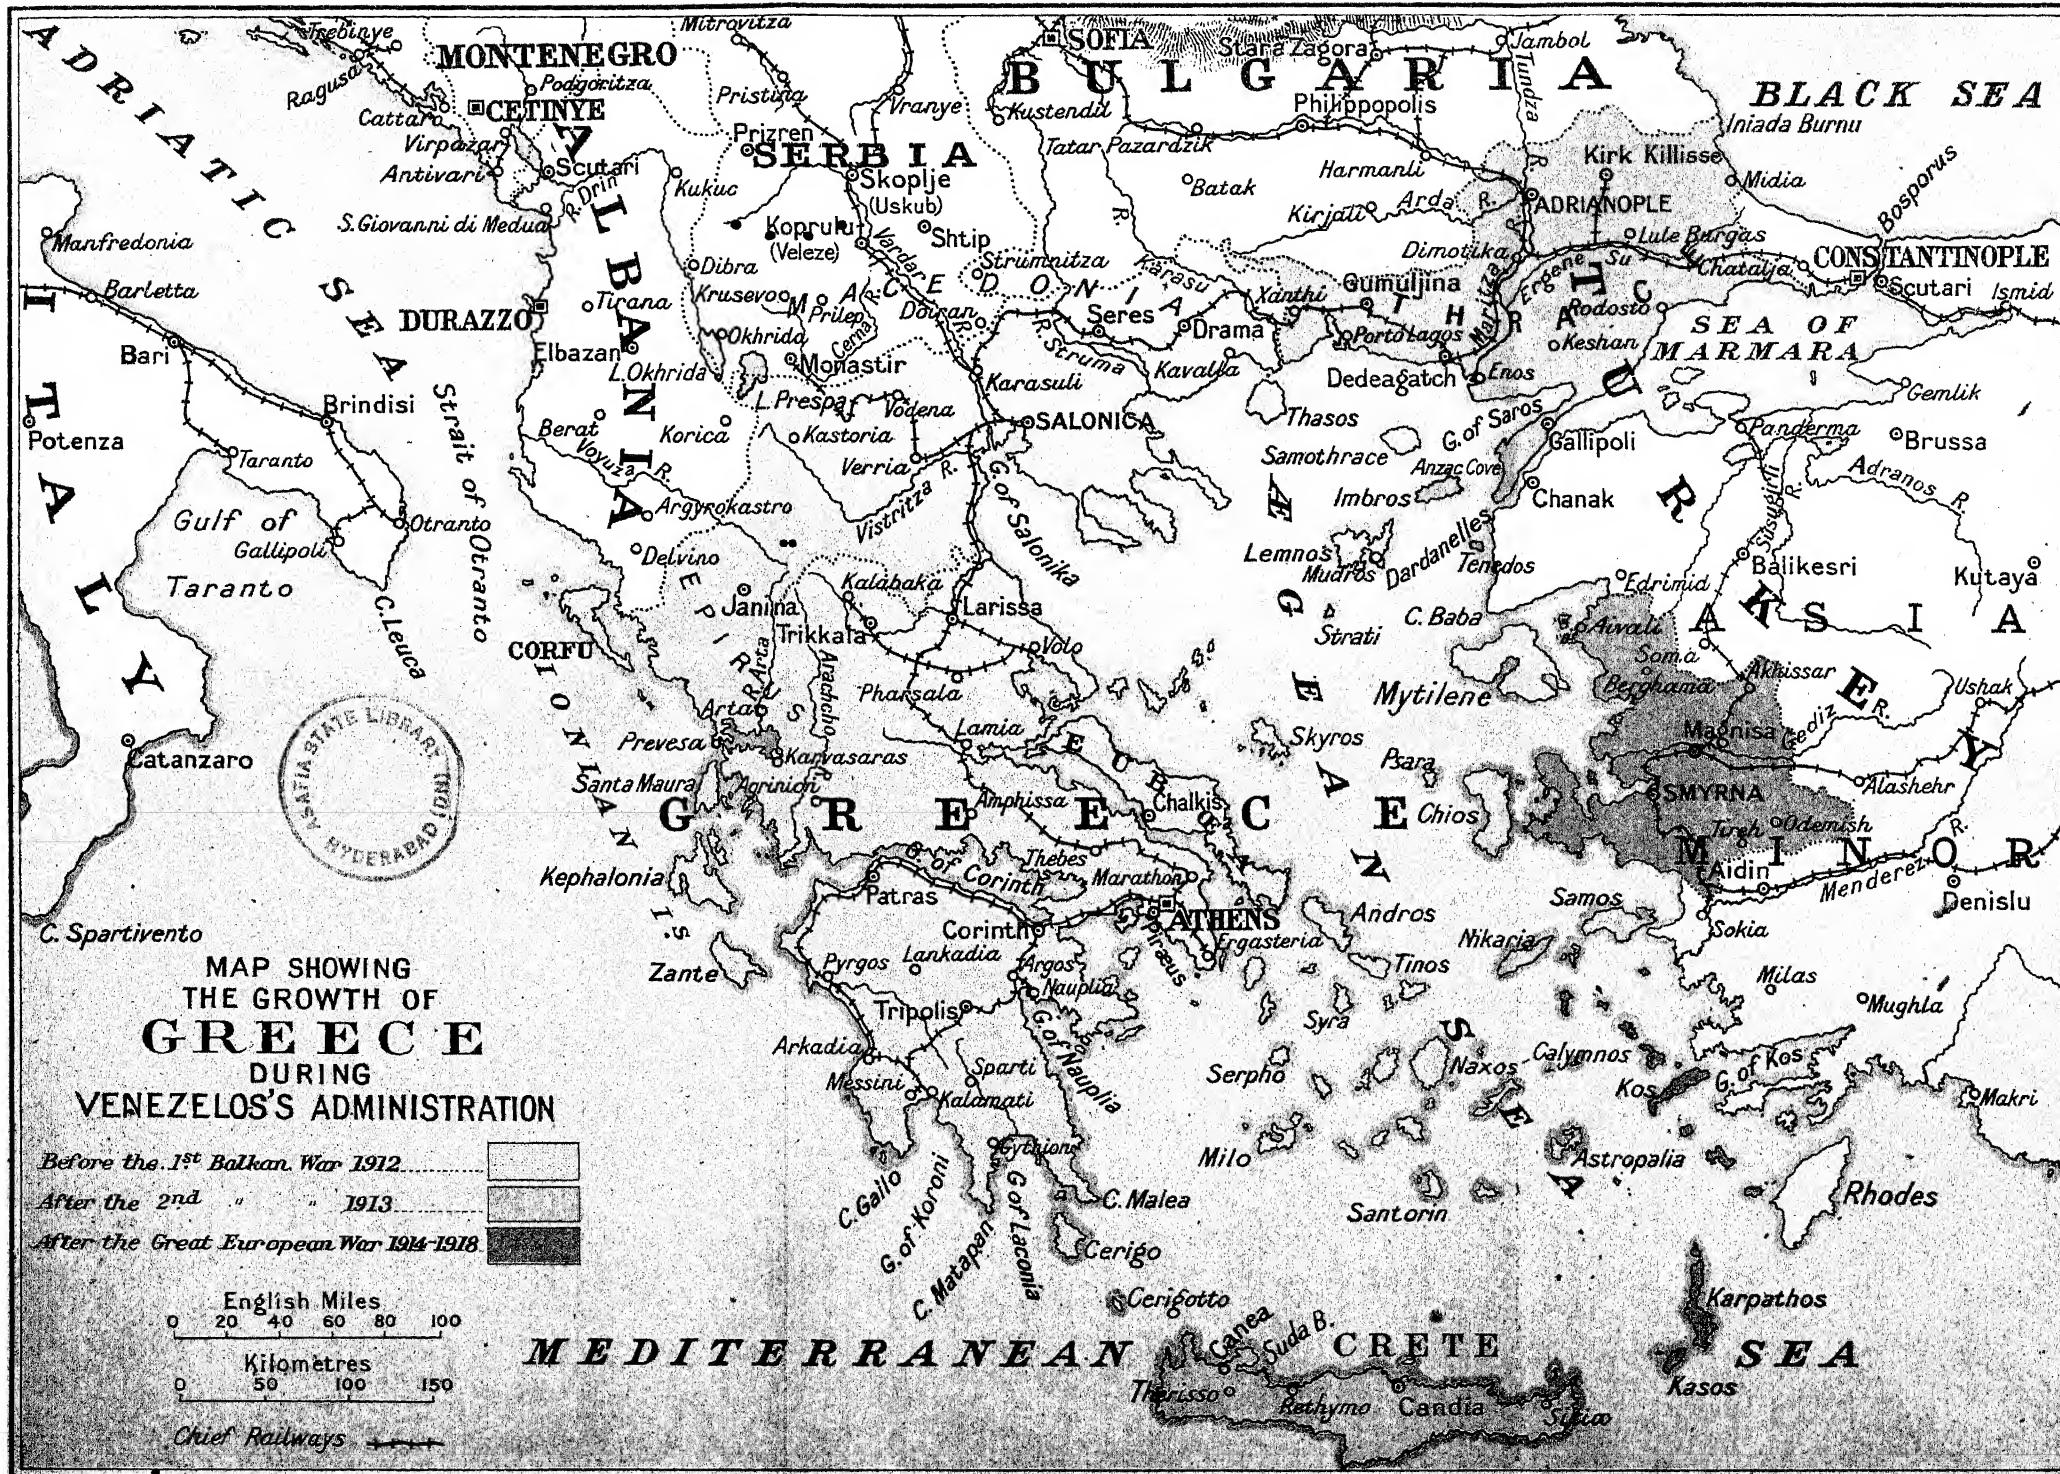 ADRIATIC SEA
Trebinye
Ragusa
Cattaro
MONTENEGRO
Podgoritza
CETINYE
Virpazar
Antivari
Scutari
R. Drin
S. Giovanni di Medua
Mitrovitza
Pristina
Prizren
SERBIA
Vranye
Kukuc
Skoplje
(Uskub)
Koprulu
(Veleze)
Shtip
Dibra
Krusevo
Strumnitza
Vardar R.
SOFIA
Kustendil
BULGARIA
Stara Zagora
Jambol
Tundza R.
Philippopolis
Tatar Pazardzik
Harmanli
Batak
Kirjali
Arda R.
BLACK SEA
Iniada Burnu
Kirk Killisse
Midia
Bosporus
ADRIANOPLE
Dimotika
Lule Burgas
Chatalja
CONSTANTINOPLE
Scutari
Ismid
Ergene Su
Rodosto
Keshan
SEA OF
MARMARA
Gemlik
Manfredonia
Barletta
Bari
Brindisi
ITALY
Potenza
Taranto
Gulf of
Taranto
Gallipoli
Otranto
Strait of Otranto
C. Leuca
Catanzaro
C. Spartivento
ALBANIA
DURAZZO
Tirana
Elbazan
L. Okhrida
Okhrida
Berat
Korica
Voyuza R.
Argyrokastro
Delvino
MACEDONIA
Prilep
Cerna R.
Doiran
Monastir
L. Prespa
Vodena
Kastoria
Verria
Vistritza R.
Karasuli
SALONICA
G. of Salonika
Seres
R. Struma
Drama
Kavalla
Karasu R.
Xanthi
Gumuljina
THRACE
Porto Lagos
Dedeagatch
Maritza R.
Enos
Thasos
Samothrace
G. of Saros
Gallipoli
Anzac Cove
Imbros
Chanak
Lemnos
Mudros
Dardanelles
Tenedos
Strati
C. Baba
TURKEY
Panderma
Brussa
Adranos R.
Susugirli R.
Balikesri
Kutaya
Edrimid
ASIA
MINOR
Aivali
Soma
Berghama
Akhissar
Ushak
Gediz R.
Magnisa
Alashehr
SMYRNA
Tireh
Odemish
Aidin
Menderez R.
Denislu
Sokia
Milas
Mughla
Makri
CORFU
EPIRUS
Janina
Kalabaka
Trikkala
Larissa
Volo
Pharsala
R. Arta
Arachcho R.
Arta
Prevesa
Karvasaras
Santa Maura
Agrinion
Lamia
Amphissa
EUBOEA
Chalkis
Skyros
Psara
Mytilene
Chios
GREECE
ÆGEAN SEA
IONIAN Is.
Kephalonia
Zante
Patras
G. of Corinth
Thebes
Marathon
ATHENS
Piræus
Corinth
Ergasteria
Lankadia
Pyrgos
Argos
Nauplia
Tripolis
G. of Nauplia
Arkadia
Messini
Sparti
Kalamati
Gythion
C. Gallo
G. of Koroni
C. Matapan
G. of Laconia
C. Malea
Cerigo
Cerigotto
Andros
Tinos
Syra
Serpho
Naxos
Milo
Santorin
Samos
Nikaria
Calymnos
Kos
G. of Kos
Astropalia
Rhodes
Karpathos
Kasos
MEDITERRANEAN SEA
CRETE
Canea
Suda B.
Therisso
Rethymo
Candia
Sitia
ASAFIA STATE LIBRARY
HYDERABAD
MAP SHOWING
THE GROWTH OF
GREECE
DURING
VENEZELOS'S ADMINISTRATION
Before the 1st Balkan War 1912
After the 2nd " " 1913
After the Great European War 1914-1918
English Miles
0 20 40 60 80 100
Kilometres
0 50 100 150
Chief Railways